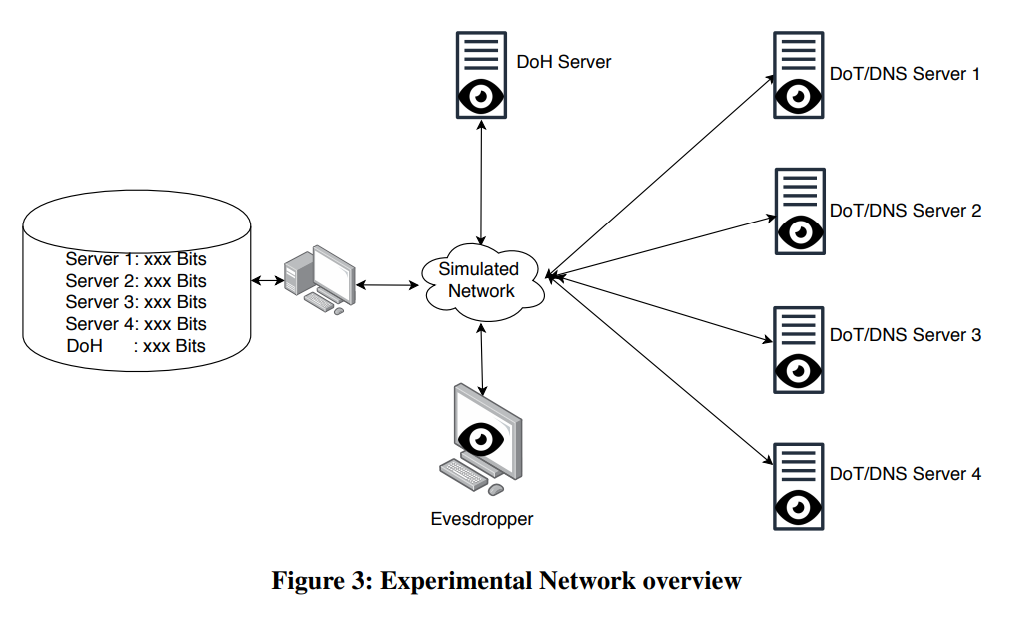 DoH Server
DoT/DNS Server 1
DoT/DNS Server 2
Server 1: xxx Bits
Server 2: xxx Bits
Server 3: xxx Bits
Server 4: xxx Bits
DoH : xxx Bits
Simulated
Network
DoT/DNS Server 3
DoT/DNS Server 4
Evesdropper
Figure 3: Experimental Network overview